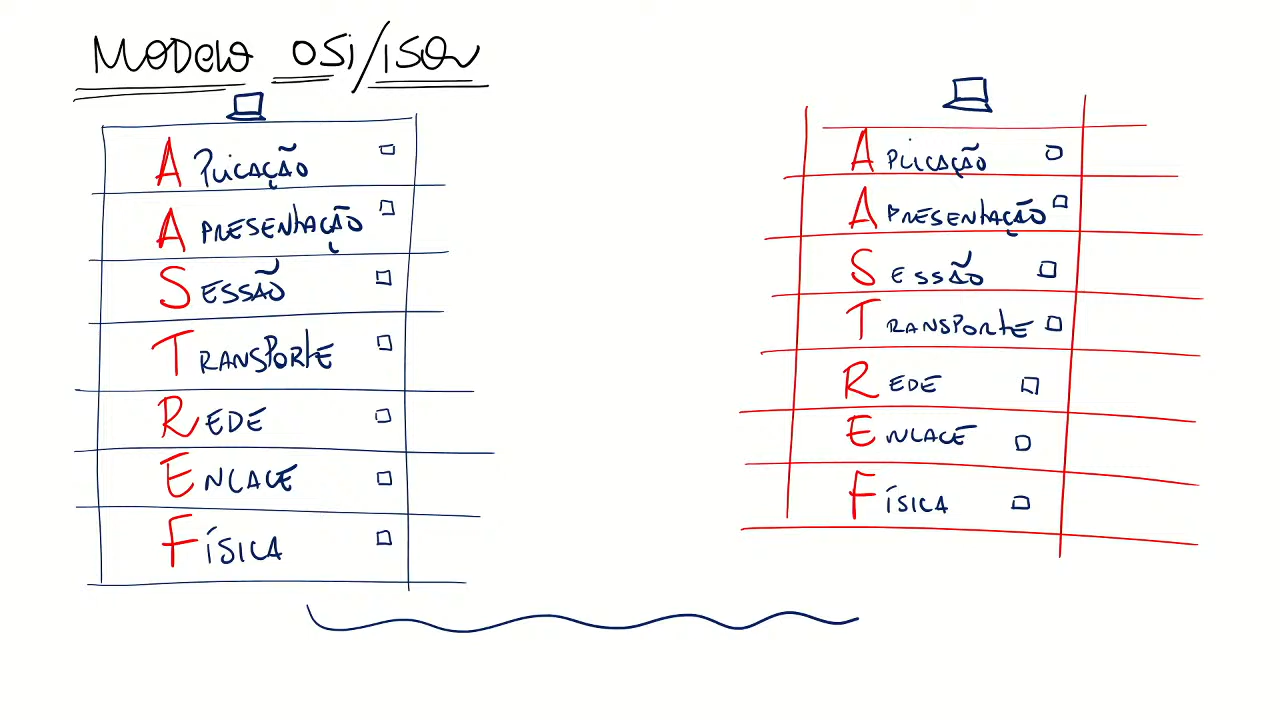 MODELO OSI/ISO
APLICAÇÃO
APRESENTAÇÃO
SESSÃO
TRANSPORTE
REDE
ENLACE
FÍSICA
APLICAÇÃO
APRESENTAÇÃO
SESSÃO
TRANSPORTE
REDE
ENLACE
FÍSICA